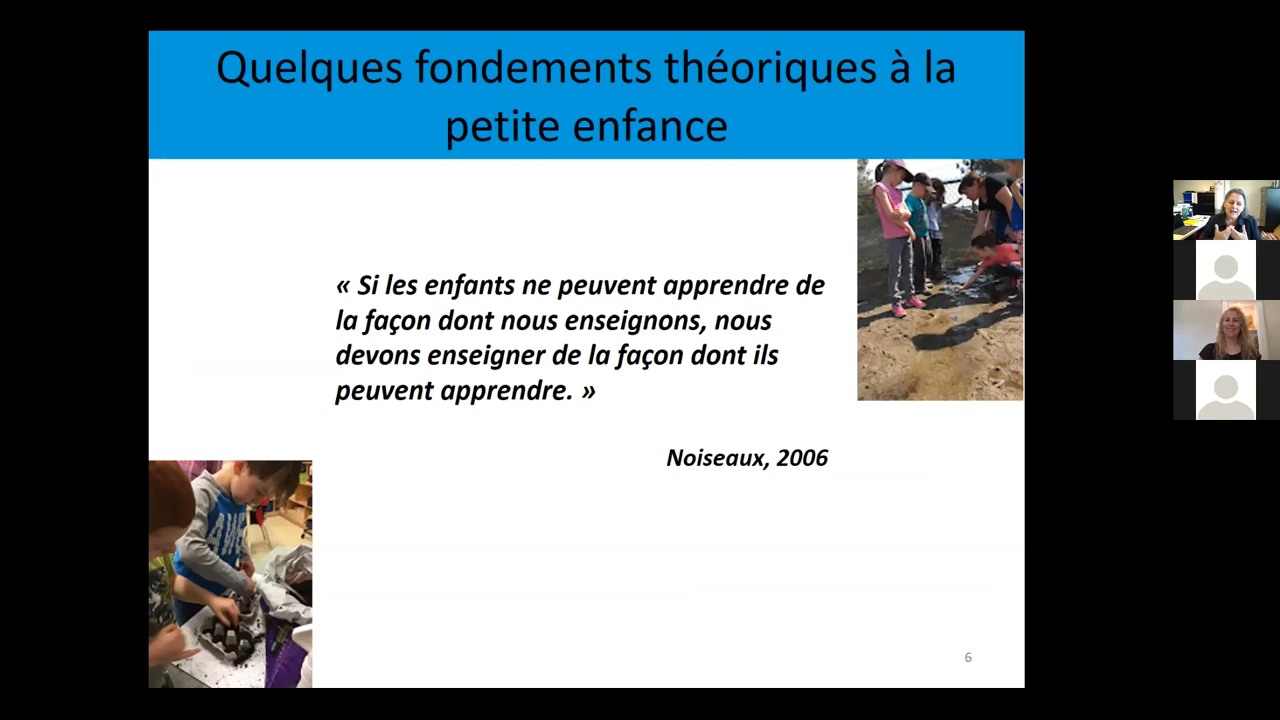 Quelques fondements théoriques à la
petite enfance
« Si les enfants ne peuvent apprendre de
la façon dont nous enseignons, nous
devons enseigner de la façon dont ils
peuvent apprendre. »
Noiseaux, 2006
6